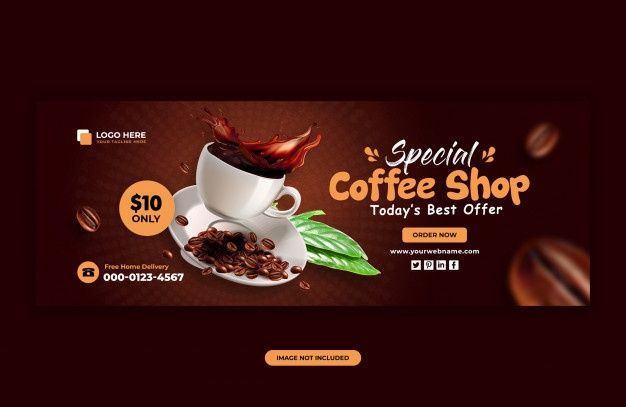 LOGO HERE
YOUR TAGLINE HERE
$10
ONLY
Free Home Delivery
000-0123-4567
Special
Coffee Shop
Today's Best Offer
ORDER NOW
www.yourwebname.com
IMAGE NOT INCLUDED